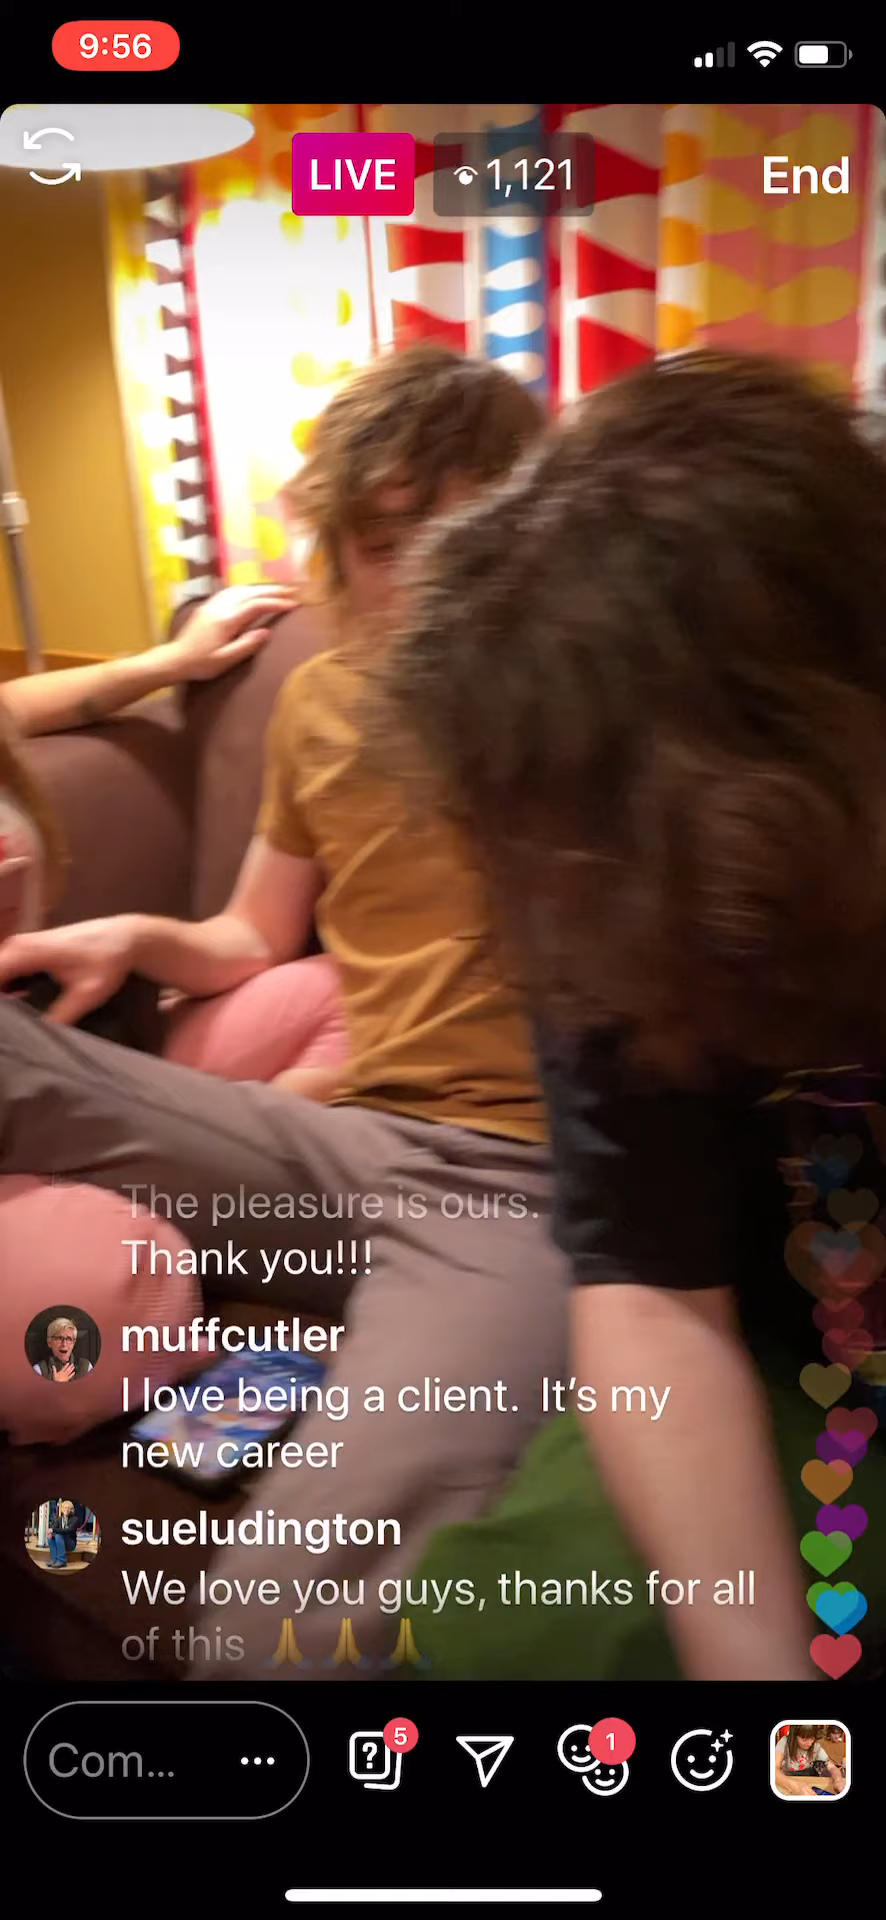 9:56
LIVE
1,121
End
The pleasure is ours.
Thank you!!!
muffcutler
I love being a client. It's my
new career
sueludington
We love you guys, thanks for all
of this 🙏 🙏 🙏
Com...
5
1